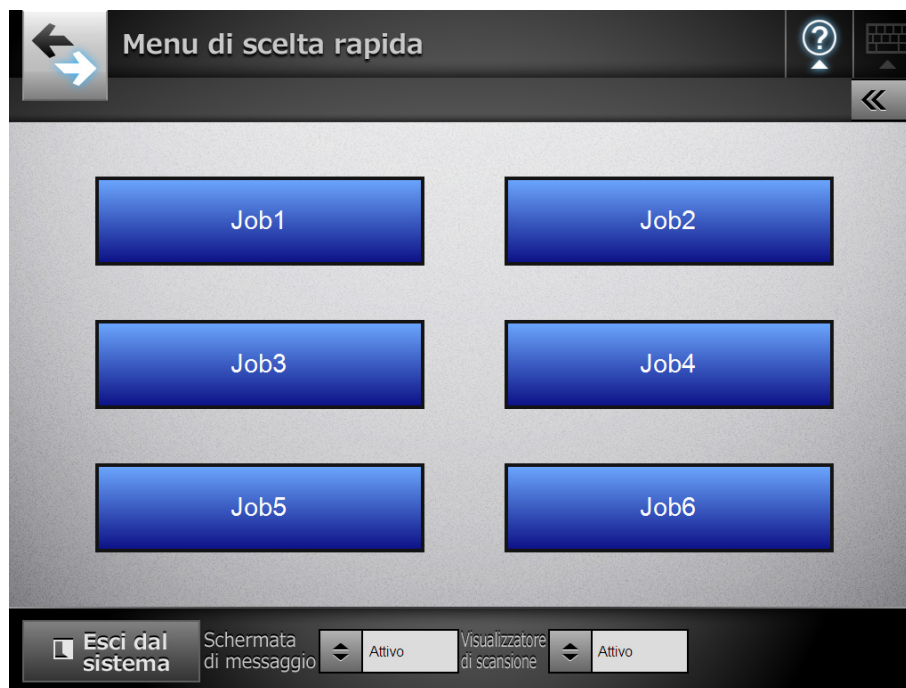 Menu di scelta rapida
?
Job1
Job2
Job3
Job4
Job5
Job6
Esci dal
sistema
Schermata
di messaggio
Attivo
Visualizzatore
di scansione
Attivo